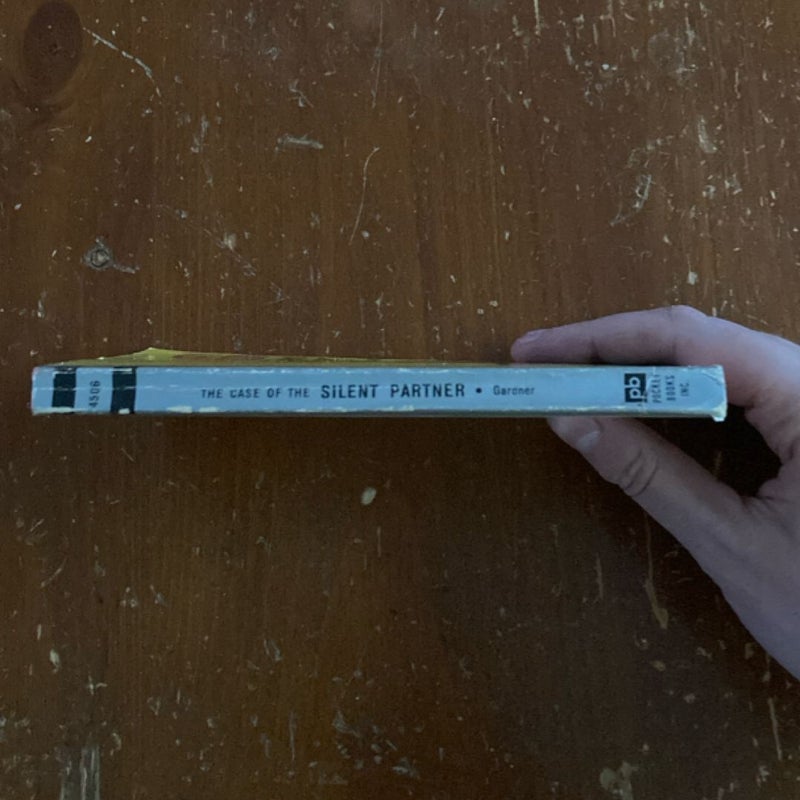 4506
THE CASE OF THE SILENT PARTNER • Gardner
pb
POCKET
BOOKS
INC.